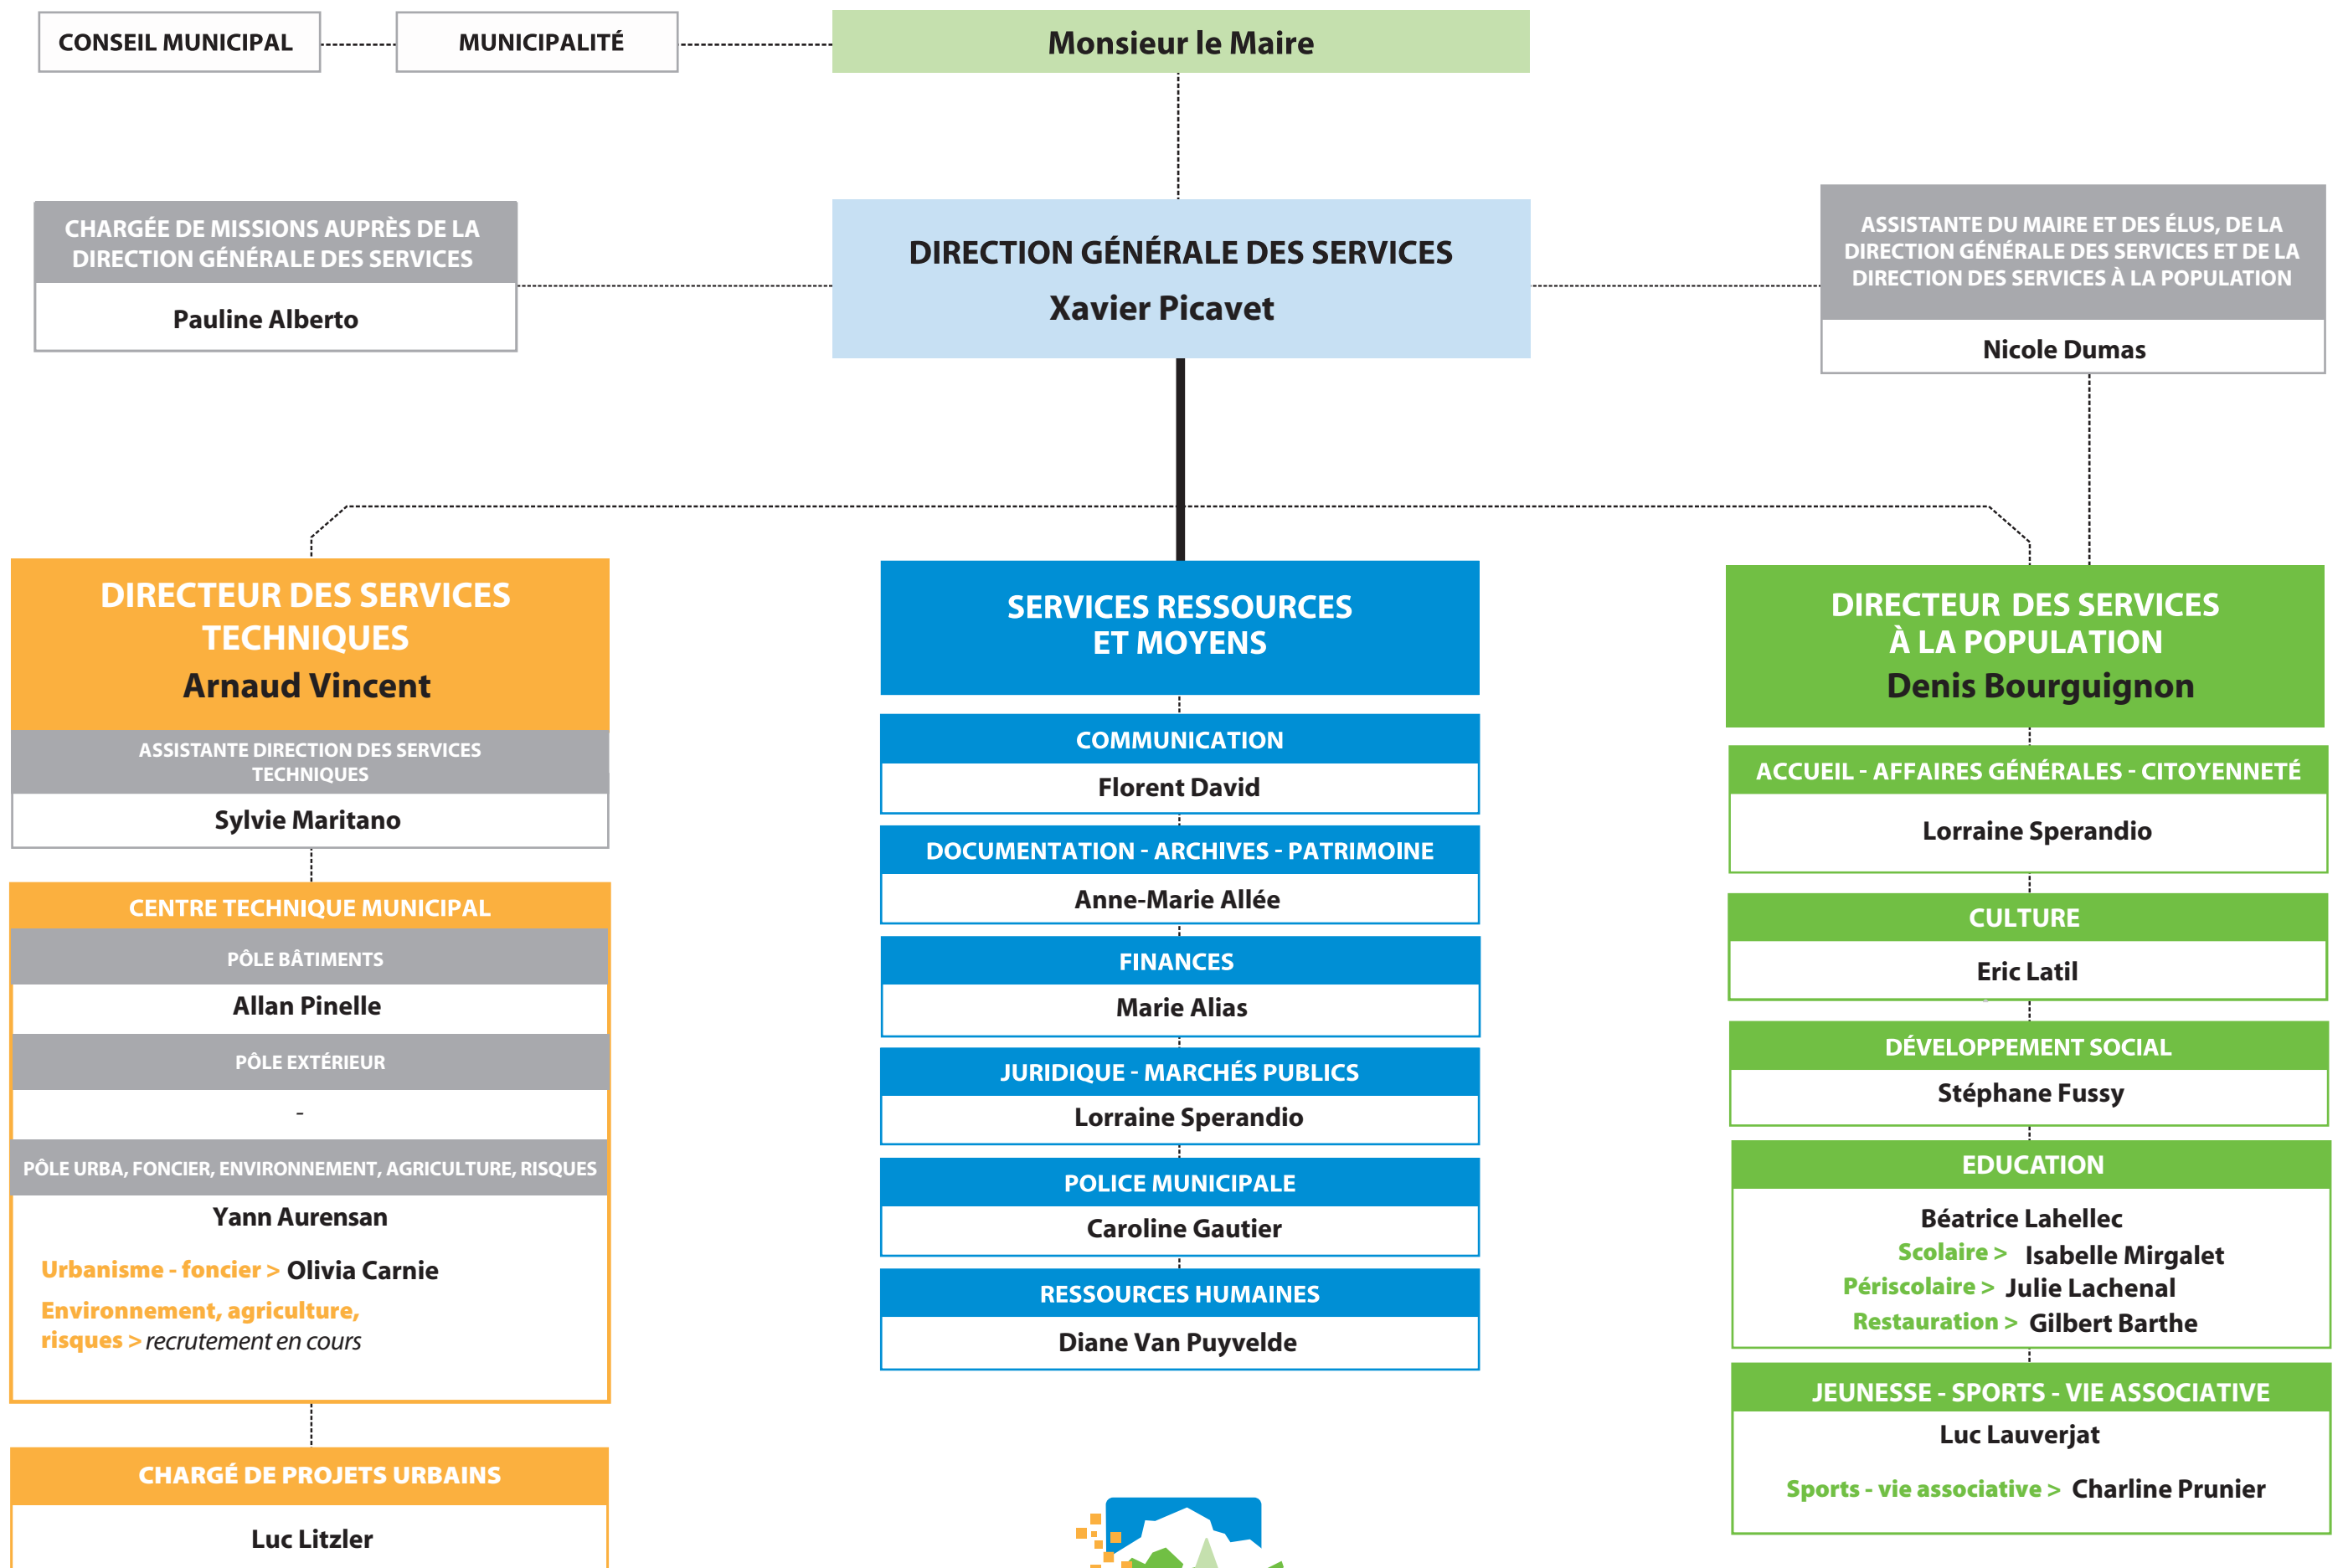 CONSEIL MUNICIPAL
MUNICIPALITÉ
Monsieur le Maire
CHARGÉE DE MISSIONS AUPRÈS DE LA
DIRECTION GÉNÉRALE DES SERVICES
Pauline Alberto
DIRECTION GÉNÉRALE DES SERVICES
Xavier Picavet
ASSISTANTE DU MAIRE ET DES ÉLUS, DE LA
DIRECTION GÉNÉRALE DES SERVICES ET DE LA
DIRECTION DES SERVICES À LA POPULATION
Nicole Dumas
DIRECTEUR DES SERVICES
TECHNIQUES
Arnaud Vincent
ASSISTANTE DIRECTION DES SERVICES
TECHNIQUES
Sylvie Maritano
CENTRE TECHNIQUE MUNICIPAL
PÔLE BÂTIMENTS
Allan Pinelle
PÔLE EXTÉRIEUR
-
PÔLE URBA, FONCIER, ENVIRONNEMENT, AGRICULTURE, RISQUES
Yann Aurensan
Urbanisme - foncier > Olivia Carnie
Environnement, agriculture,
risques > recrutement en cours
CHARGÉ DE PROJETS URBAINS
Luc Litzler
SERVICES RESSOURCES
ET MOYENS
COMMUNICATION
Florent David
DOCUMENTATION - ARCHIVES - PATRIMOINE
Anne-Marie Allée
FINANCES
Marie Alias
JURIDIQUE - MARCHÉS PUBLICS
Lorraine Sperandio
POLICE MUNICIPALE
Caroline Gautier
RESSOURCES HUMAINES
Diane Van Puyvelde
DIRECTEUR DES SERVICES
À LA POPULATION
Denis Bourguignon
ACCUEIL - AFFAIRES GÉNÉRALES - CITOYENNETÉ
Lorraine Sperandio
CULTURE
Eric Latil
DÉVELOPPEMENT SOCIAL
Stéphane Fussy
EDUCATION
Béatrice Lahellec
Scolaire > Isabelle Mirgalet
Périscolaire > Julie Lachenal
Restauration > Gilbert Barthe
JEUNESSE - SPORTS - VIE ASSOCIATIVE
Luc Lauverjat
Sports - vie associative > Charline Prunier